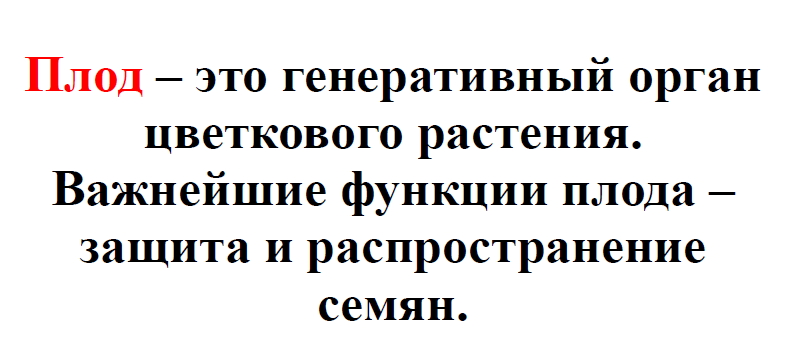 Плод – это генеративный орган
цветкового растения.
Важнейшие функции плода –
защита и распространение
семян.